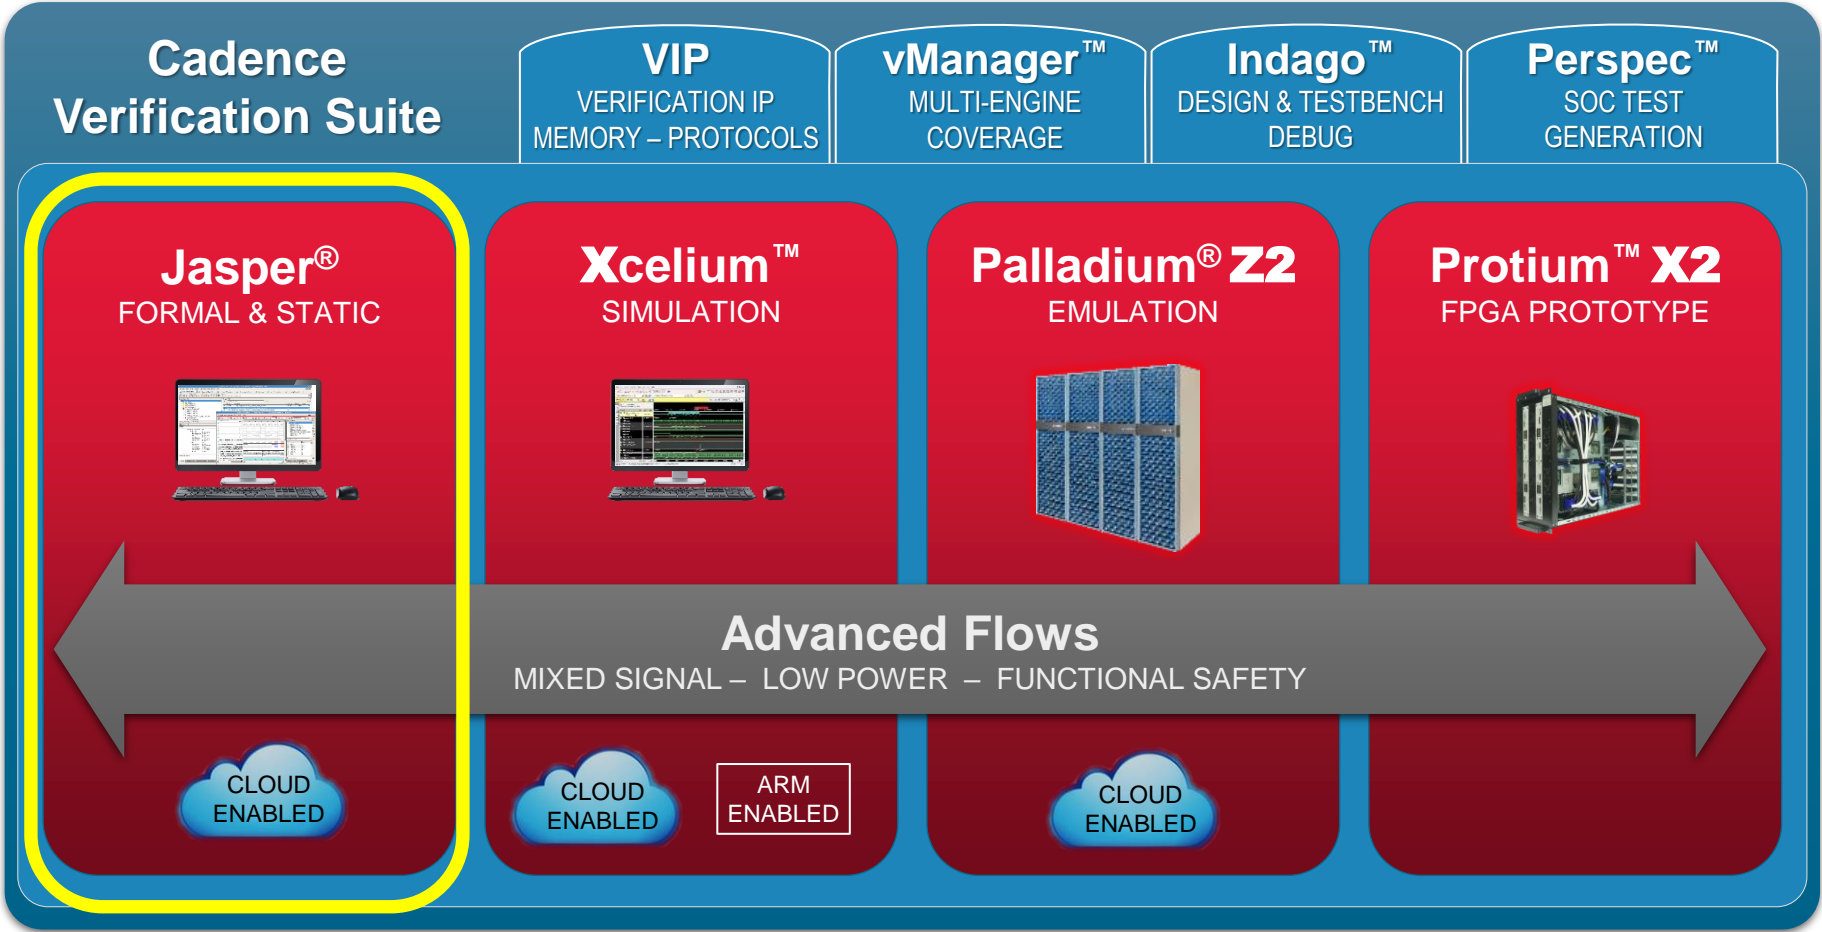 Cadence
Verification Suite
VIP
VERIFICATION IP
MEMORY – PROTOCOLS
vManager™
MULTI-ENGINE
COVERAGE
Indago™
DESIGN & TESTBENCH
DEBUG
Perspec™
SOC TEST
GENERATION
Jasper®
FORMAL & STATIC
Xcelium™
SIMULATION
Palladium® Z2
EMULATION
Protium™ X2
FPGA PROTOTYPE
Advanced Flows
MIXED SIGNAL – LOW POWER – FUNCTIONAL SAFETY
CLOUD
ENABLED
CLOUD
ENABLED
ARM
ENABLED
CLOUD
ENABLED